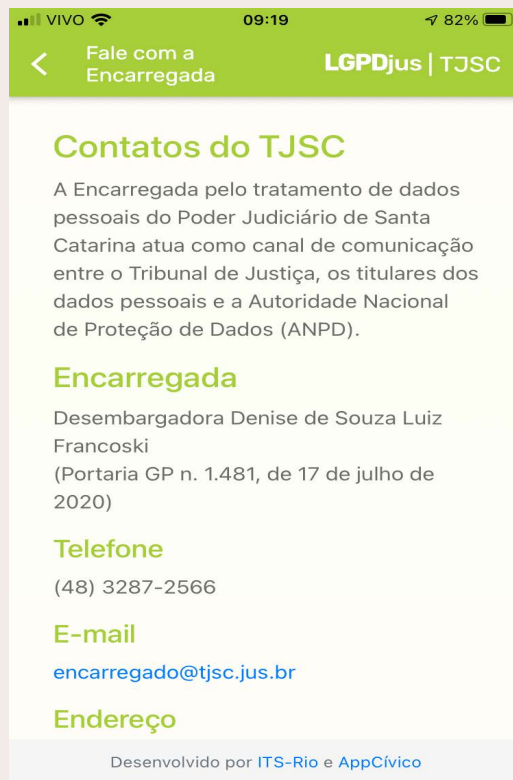 VIVO 09:19 82%
Fale com a
Encarregada
LGPDjus | TJSC
Contatos do TJSC
A Encarregada pelo tratamento de dados
pessoais do Poder Judiciário de Santa
Catarina atua como canal de comunicação
entre o Tribunal de Justiça, os titulares dos
dados pessoais e a Autoridade Nacional
de Proteção de Dados (ANPD).
Encarregada
Desembargadora Denise de Souza Luiz
Francoski
(Portaria GP n. 1.481, de 17 de julho de
2020)
Telefone
(48) 3287-2566
E-mail
encarregado@tjsc.jus.br
Endereço
Desenvolvido por ITS-Rio e AppCívico